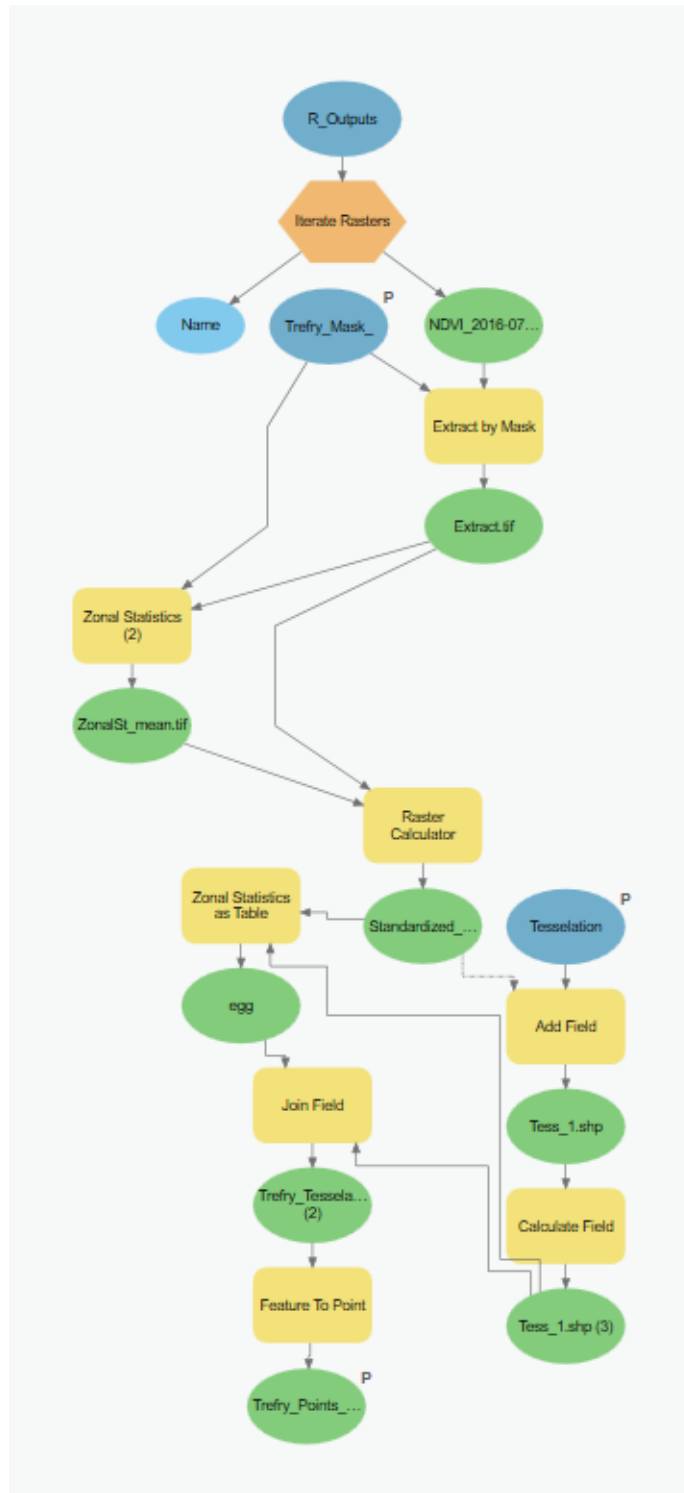 R_Outputs
Iterate Rasters
Name
Trefry_Mask_
P
NDVI_2016-07...
Extract by Mask
Extract.tif
Zonal Statistics
(2)
ZonalSt_mean.tif
Raster
Calculator
Zonal Statistics
as Table
Standardized_...
Tesselation
P
egg
Add Field
Join Field
Tess_1.shp
Trefry_Tessela...
(2)
Calculate Field
Feature To Point
Tess_1.shp (3)
Trefry_Points_...
P